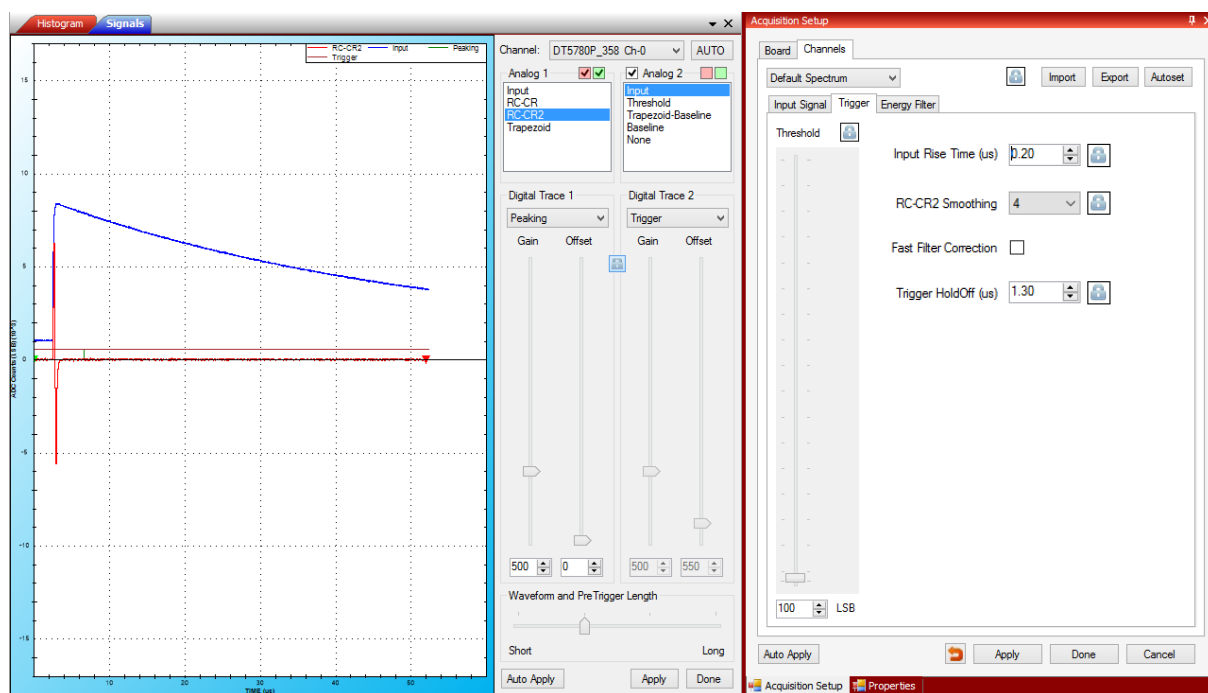 Histogram Signals
RC-CR2 Input Peaking
Trigger
15
10
5
0
-5
-10
-15
ADC Counts (LSB) (10^3)
10 20 30 40 50
TIME (us)
Channel: DT5780P_358 Ch-0 AUTO
Analog 1
Input
RC-CR
RC-CR2
Trapezoid
Analog 2
Input
Threshold
Trapezoid-Baseline
Baseline
None
Digital Trace 1
Peaking
Gain Offset
500 0
Digital Trace 2
Trigger
Gain Offset
500 550
Waveform and PreTrigger Length
Short Long
Auto Apply Apply Done
Acquisition Setup
Board Channels
Default Spectrum Import Export Autoset
Input Signal Trigger Energy Filter
Threshold
Input Rise Time (us) 0.20
RC-CR2 Smoothing 4
Fast Filter Correction
Trigger HoldOff (us) 1.30
100 LSB
Auto Apply Apply Done Cancel
Acquisition Setup Properties